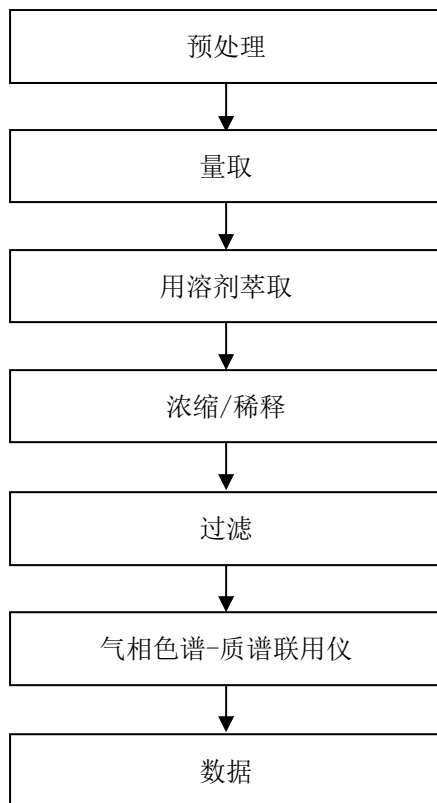 预处理
量取
用溶剂萃取
浓缩/稀释
过滤
气相色谱-质谱联用仪
数据